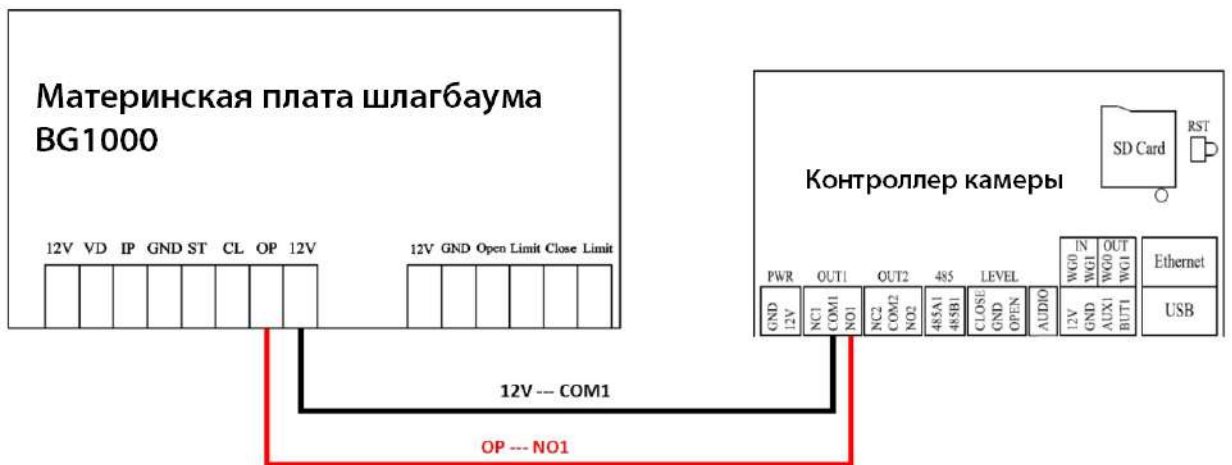 Материнская плата шлагбаума
BG1000
12V VD IP GND ST CL OP 12V
12V GND Open Limit Close Limit
Контроллер камеры
SD Card
RST
PWR OUT1 OUT2 485 LEVEL
IN OUT
WG0 WG1 WG0 WG1
Ethernet
GND 12V NC1 COM1 NO1 NC2 COM2 NO2 485A1 485B1 CLOSE GND OPEN AUDIO 12V GND AUX1 BUT1
USB
12V --- COM1
OP --- NO1